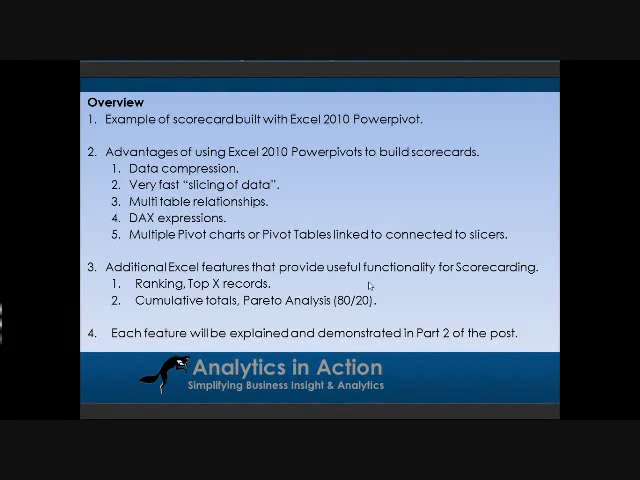 Overview
1. Example of scorecard built with Excel 2010 Powerpivot.
2. Advantages of using Excel 2010 Powerpivots to build scorecards.
1. Data compression.
2. Very fast “slicing of data”.
3. Multi table relationships.
4. DAX expressions.
5. Multiple Pivot charts or Pivot Tables linked to connected to slicers.
3. Additional Excel features that provide useful functionality for Scorecarding.
1. Ranking, Top X records.
2. Cumulative totals, Pareto Analysis (80/20).
4. Each feature will be explained and demonstrated in Part 2 of the post.
Analytics in Action
Simplifying Business Insight & Analytics